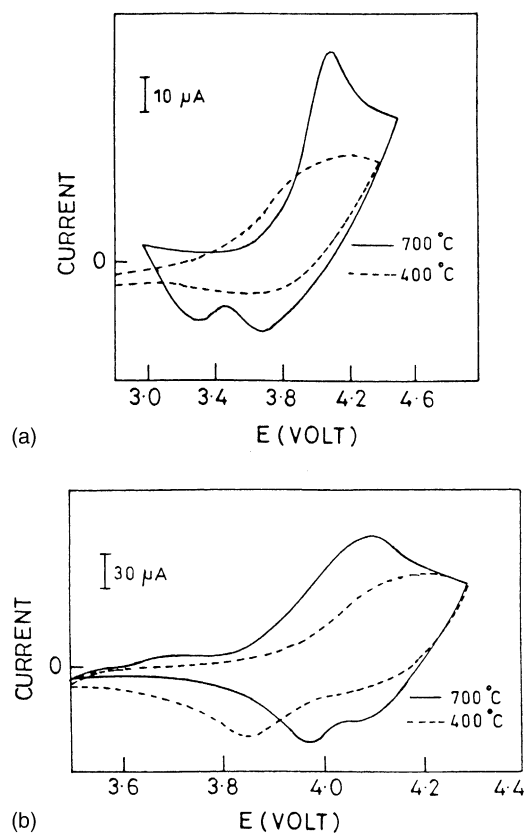 10 μA
CURRENT
0
700 °C
400 °C
3·0 3·4 3·8 4·2 4·6
(a)
E (VOLT)
30 μA
CURRENT
0
700 °C
400 °C
3·6 3·8 4·0 4·2 4·4
(b)
E (VOLT)